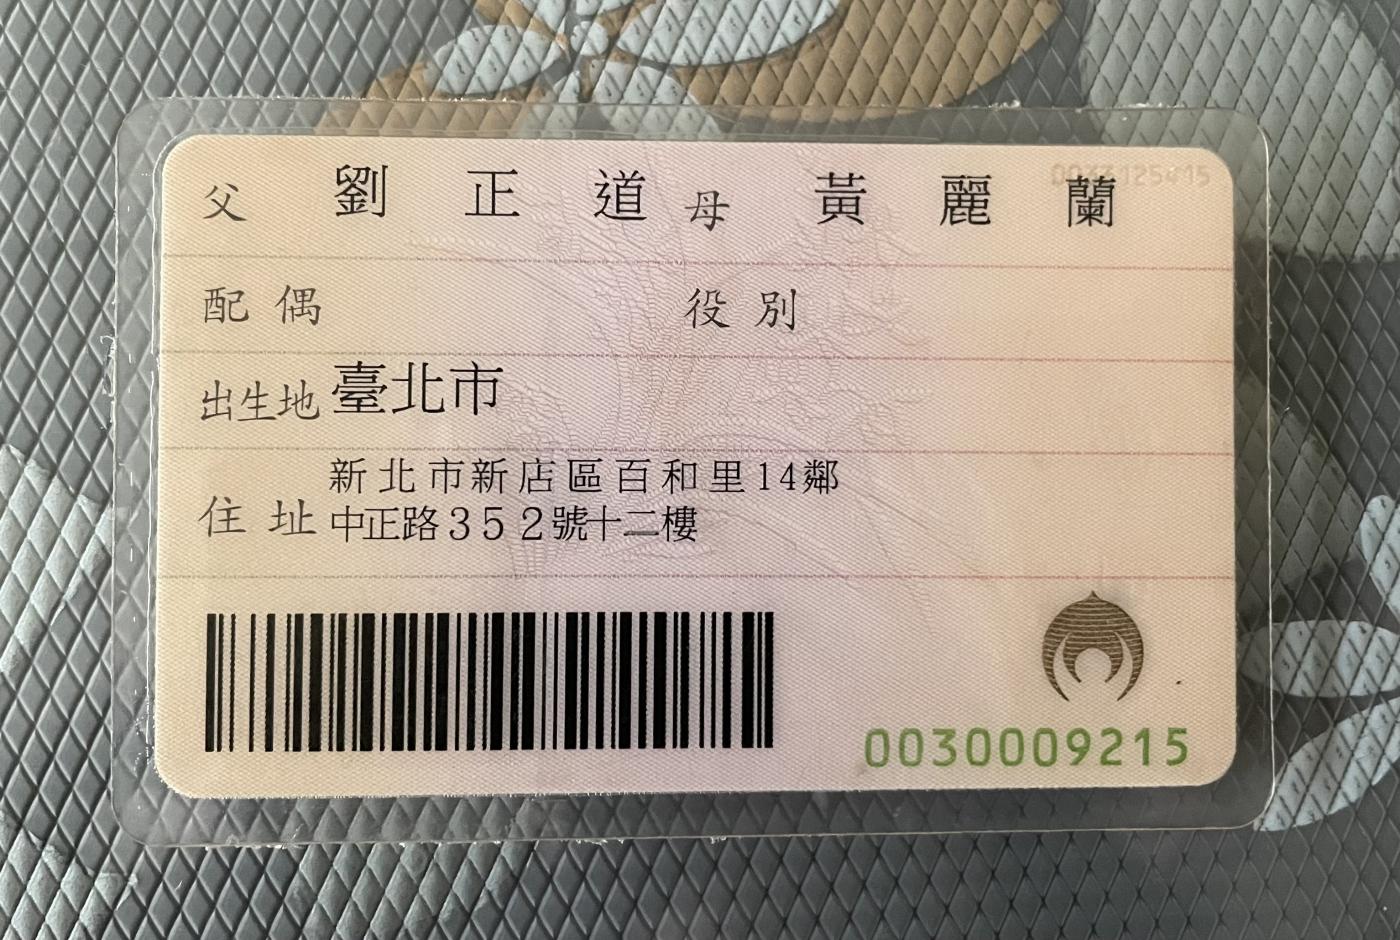 父 劉正道 母 黃麗蘭
配偶 役別
出生地 臺北市
住址 新北市新店區百和里14鄰
中正路352號十二樓
0030009215